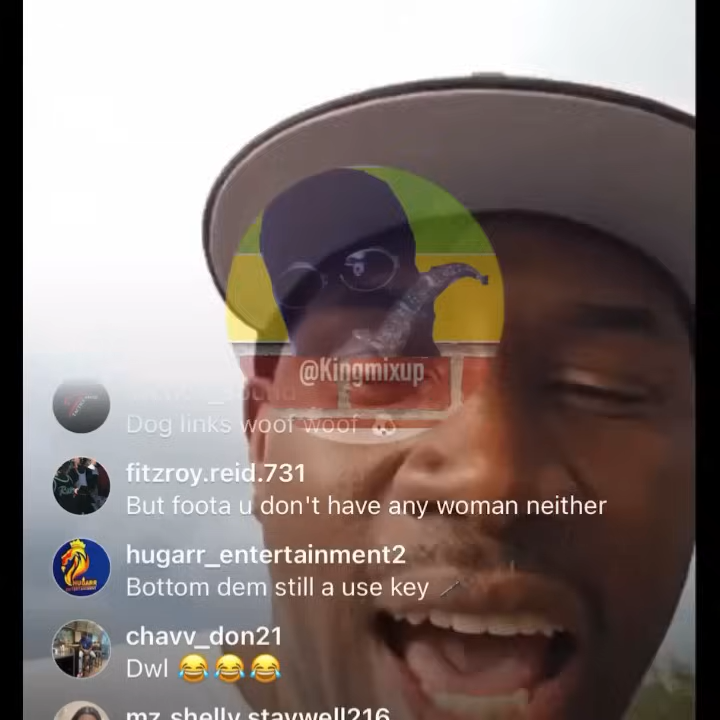 @Kingmixup
Dog links woof woof
fitzroy.reid.731
But foota u don't have any woman neither
hugarr_entertainment2
Bottom dem still a use key
chavv_don21
Dwl 😂😂😂
mz_shelly_staywell216